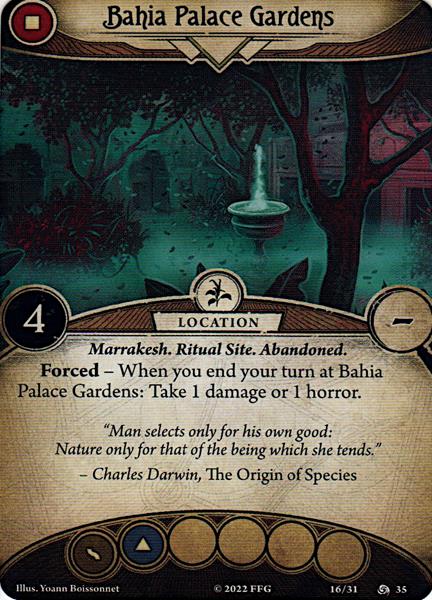 Bahia Palace Gardens
4
LOCATION
–
Marrakesh. Ritual Site. Abandoned.
Forced – When you end your turn at Bahia
Palace Gardens: Take 1 damage or 1 horror.
“Man selects only for his own good:
Nature only for that of the being which she tends.”
– Charles Darwin, The Origin of Species
Illus. Yoann Boissonnet
© 2022 FFG
16/31
35